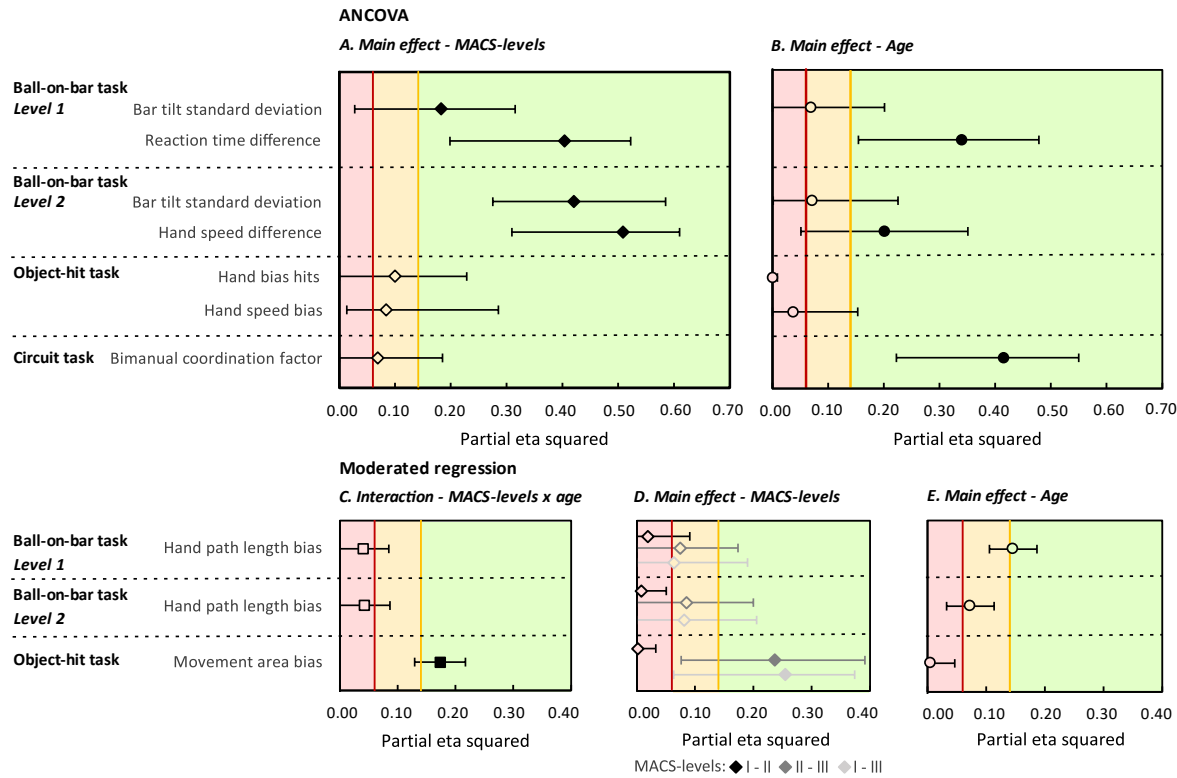 ANCOVA
A. Main effect - MACS-levels
B. Main effect - Age
Ball-on-bar task
Level 1
Bar tilt standard deviation
Reaction time difference
Ball-on-bar task
Level 2
Bar tilt standard deviation
Hand speed difference
Object-hit task
Hand bias hits
Hand speed bias
Circuit task
Bimanual coordination factor
0.00 0.10 0.20 0.30 0.40 0.50 0.60 0.70
0.00 0.10 0.20 0.30 0.40 0.50 0.60 0.70
Partial eta squared
Partial eta squared
Moderated regression
C. Interaction - MACS-levels x age
D. Main effect - MACS-levels
E. Main effect - Age
Ball-on-bar task
Level 1
Hand path length bias
Ball-on-bar task
Level 2
Hand path length bias
Object-hit task
Movement area bias
0.00 0.10 0.20 0.30 0.40
0.00 0.10 0.20 0.30 0.40
0.00 0.10 0.20 0.30 0.40
Partial eta squared
Partial eta squared
Partial eta squared
MACS-levels: I - II II - III I - III